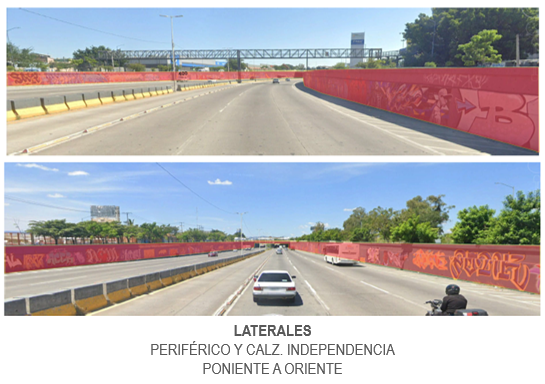 LATERALES
PERIFÉRICO Y CALZ. INDEPENDENCIA
PONIENTE A ORIENTE